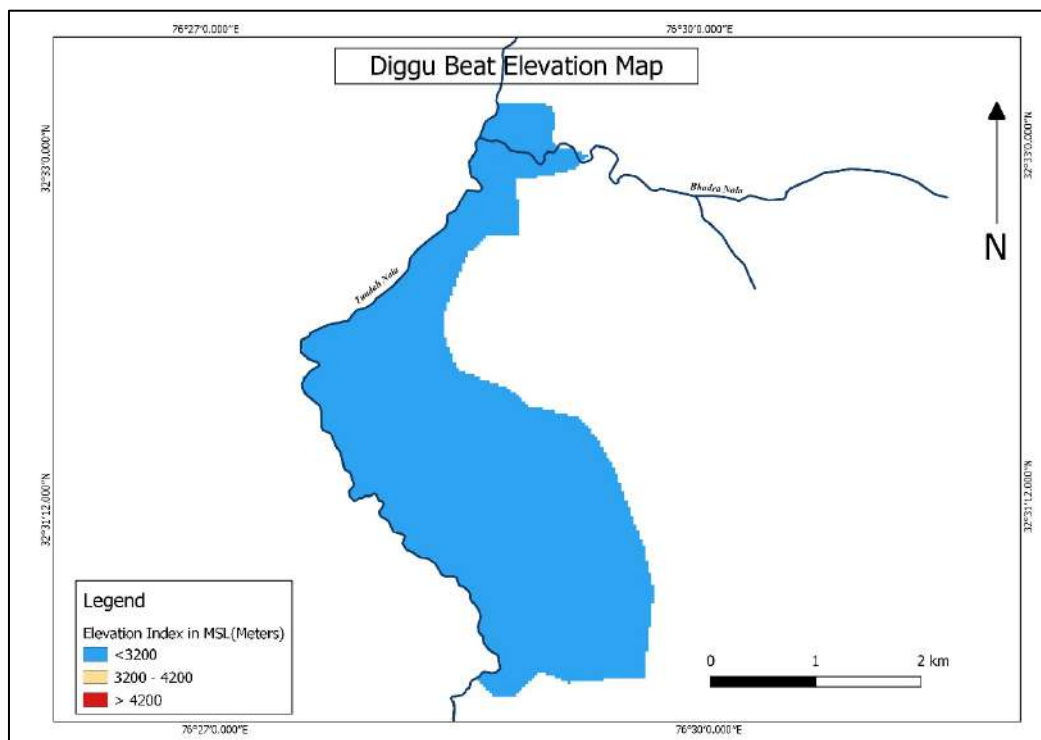 76°27'0.000"E
76°30'0.000"E
Diggu Beat Elevation Map
32°33'0.000"N
32°33'0.000"N
Bhadra Nala
N
Tundah Nala
32°31'12.000"N
32°31'12.000"N
Legend
Elevation Index in MSL(Meters)
<3200
3200 - 4200
> 4200
0 1 2 km
76°27'0.000"E
76°30'0.000"E